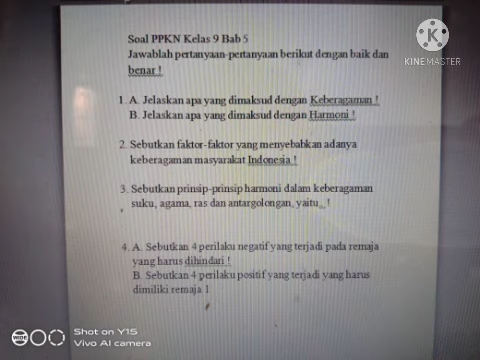 Soal PPKN Kelas 9 Bab 5
Jawablah pertanyaan-pertanyaan berikut dengan baik dan
benar !
1. A. Jelaskan apa yang dimaksud dengan Keberagaman !
B. Jelaskan apa yang dimaksud dengan Harmoni !
2. Sebutkan faktor-faktor yang menyebabkan adanya
keberagaman masyarakat Indonesia !
3. Sebutkan prinsip-prinsip harmoni dalam keberagaman
suku, agama, ras dan antargolongan, yaitu... !
4. A. Sebutkan 4 perilaku negatif yang terjadi pada remaja
yang harus dihindari !
B. Sebutkan 4 perilaku positif yang terjadi yang harus
dimiliki remaja !
KINEMASTER
WIDE
Shot on Y15
Vivo AI camera